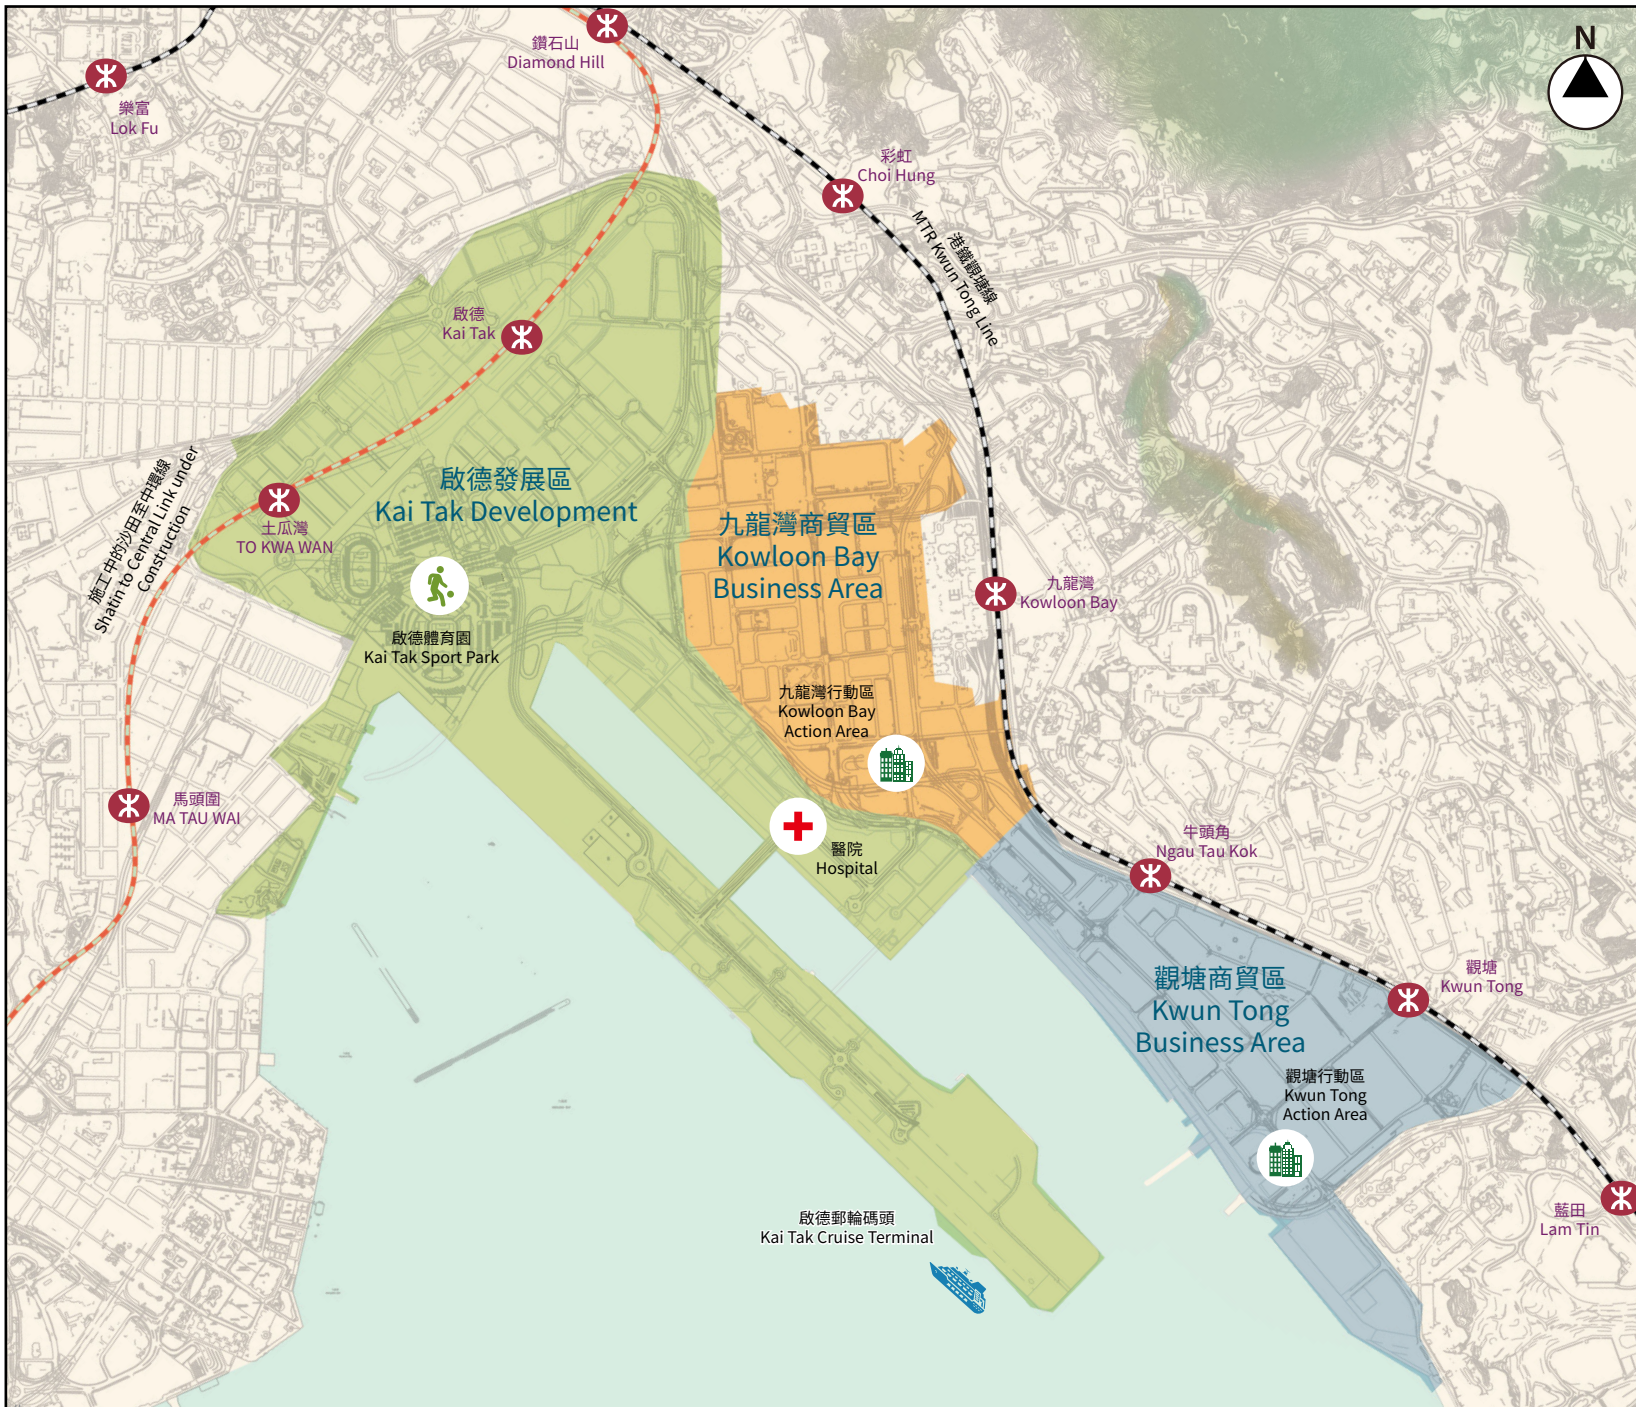 N
鑽石山
Diamond Hill
樂富
Lok Fu
彩虹
Choi Hung
港鐵觀塘線
MTR Kwun Tong Line
啟德
Kai Tak
施工中的沙田至中環線
Shatin to Central Link under
Construction
土瓜灣
TO KWA WAN
啟德發展區
Kai Tak Development
九龍灣商貿區
Kowloon Bay
Business Area
九龍灣
Kowloon Bay
啟德體育園
Kai Tak Sport Park
九龍灣行動區
Kowloon Bay
Action Area
馬頭圍
MA TAU WAI
醫院
Hospital
牛頭角
Ngau Tau Kok
觀塘商貿區
Kwun Tong
Business Area
觀塘
Kwun Tong
觀塘行動區
Kwun Tong
Action Area
啟德郵輪碼頭
Kai Tak Cruise Terminal
藍田
Lam Tin